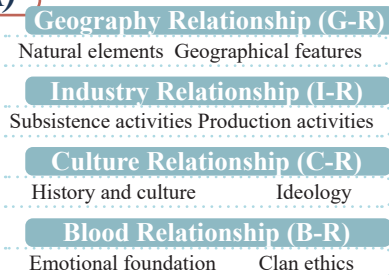 Geography Relationship (G-R)
Natural elements Geographical features
Industry Relationship (I-R)
Subsistence activities Production activities
Culture Relationship (C-R)
History and culture Ideology
Blood Relationship (B-R)
Emotional foundation Clan ethics